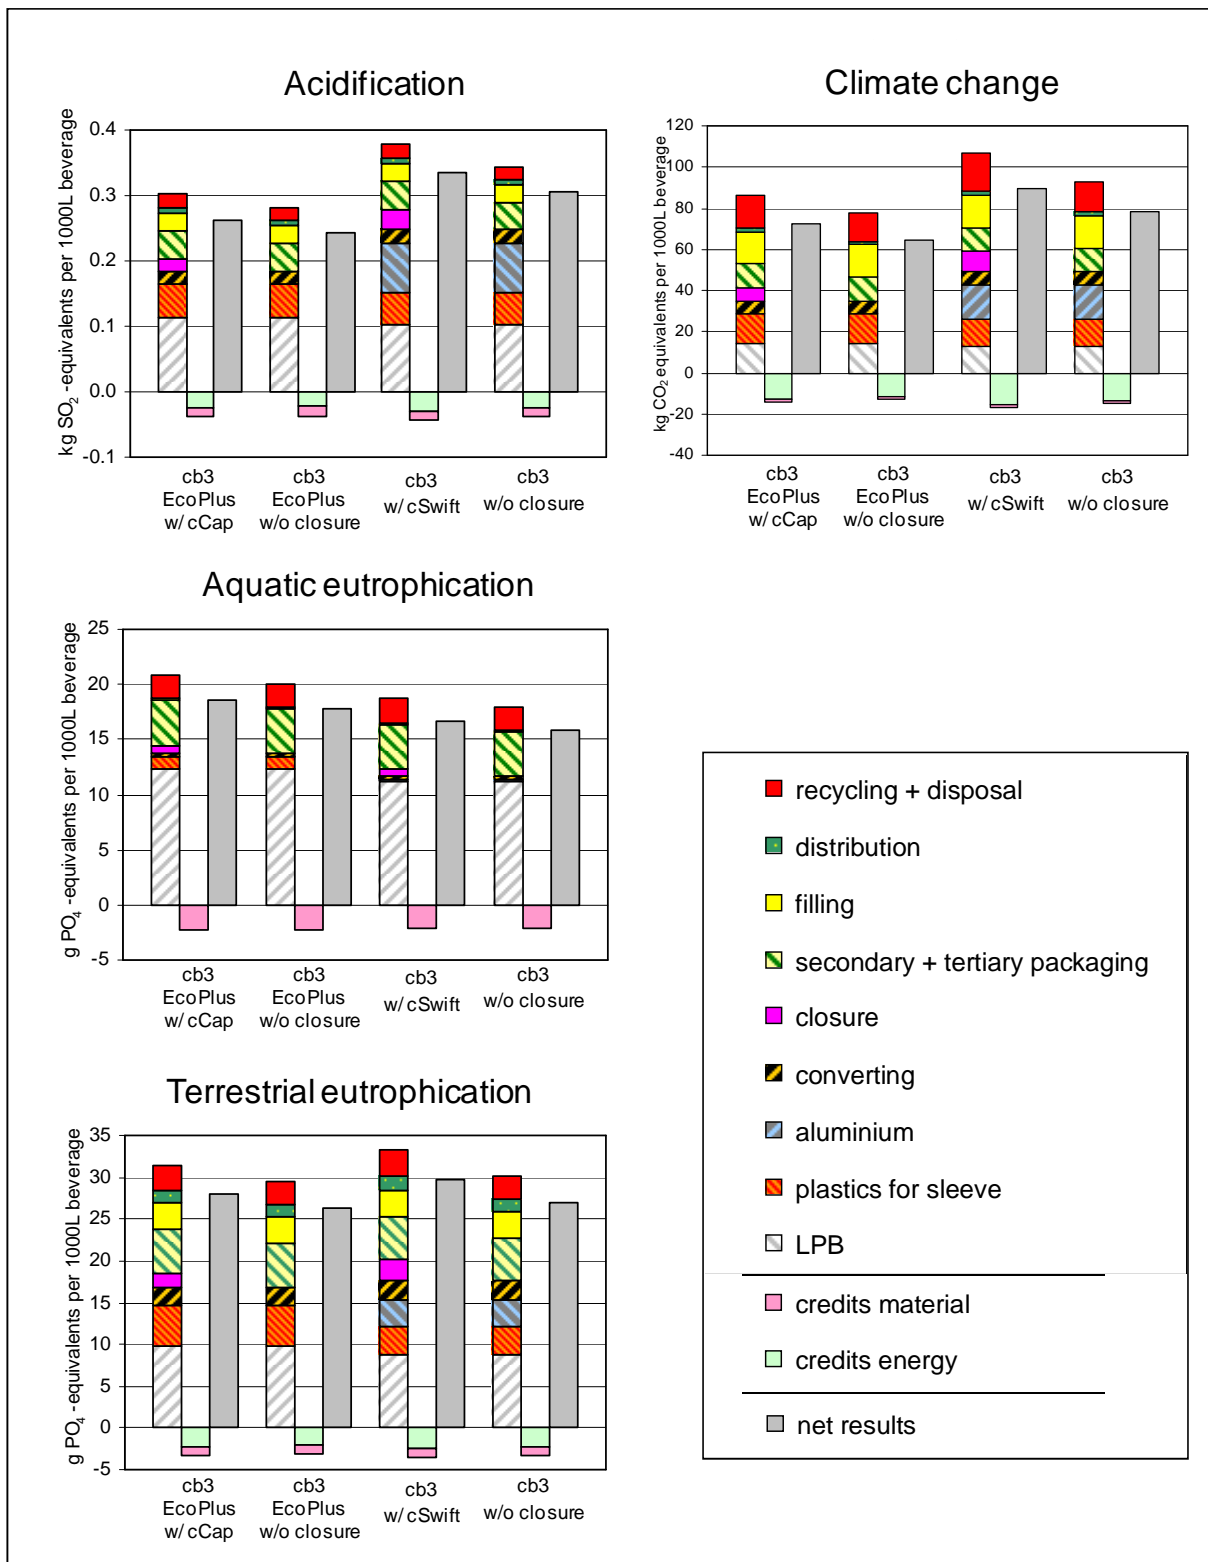 Acidification
kg SO2 -equivalents per 1000L beverage
0.4
0.3
0.2
0.1
0.0
-0.1
cb3
EcoPlus
w/ cCap
cb3
EcoPlus
w/o closure
cb3
w/ cSwift
cb3
w/o closure
Climate change
kg CO2 equivalents per 1000L beverage
120
100
80
60
40
20
0
-20
-40
cb3
EcoPlus
w/ cCap
cb3
EcoPlus
w/o closure
cb3
w/ cSwift
cb3
w/o closure
Aquatic eutrophication
g PO4 -equivalents per 1000L beverage
25
20
15
10
5
0
-5
cb3
EcoPlus
w/ cCap
cb3
EcoPlus
w/o closure
cb3
w/ cSwift
cb3
w/o closure
Terrestrial eutrophication
g PO4 -equivalents per 1000L beverage
35
30
25
20
15
10
5
0
-5
cb3
EcoPlus
w/ cCap
cb3
EcoPlus
w/o closure
cb3
w/ cSwift
cb3
w/o closure
recycling + disposal
distribution
filling
secondary + tertiary packaging
closure
converting
aluminium
plastics for sleeve
LPB
credits material
credits energy
net results